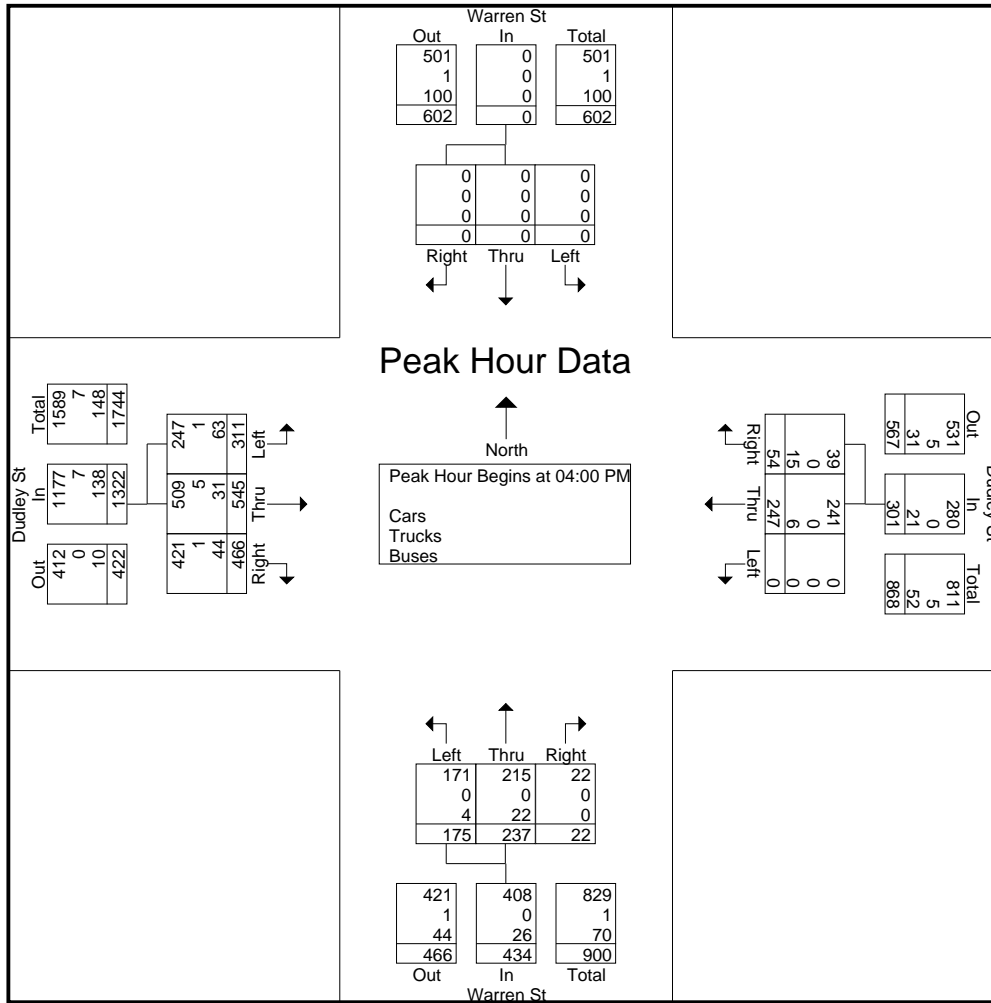 Warren St
Out In Total
501 0 501
1 0 1
100 0 100
602 0 602
0 0 0
0 0 0
0 0 0
0 0 0
Right Thru Left
Peak Hour Data
North
Peak Hour Begins at 04:00 PM
Cars
Trucks
Buses
Dudley St
Total In Out
1589 1177 412
7 7 0
148 138 10
1744 1322 422
Left Thru Right
247 509 421
1 5 1
63 31 44
311 545 466
Dudley St
Out In Total
531 280 811
5 0 5
31 21 52
567 301 868
Right Thru Left
39 241 0
0 0 0
15 6 0
54 247 0
Left Thru Right
171 215 22
0 0 0
4 22 0
175 237 22
421 408 829
1 0 1
44 26 70
466 434 900
Out In Total
Warren St